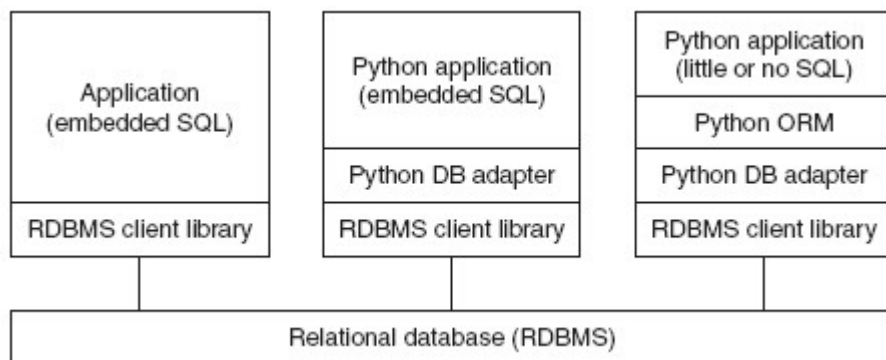 Application
(embedded SQL)
RDBMS client library
Python application
(embedded SQL)
Python DB adapter
RDBMS client library
Python application
(little or no SQL)
Python ORM
Python DB adapter
RDBMS client library
Relational database (RDBMS)